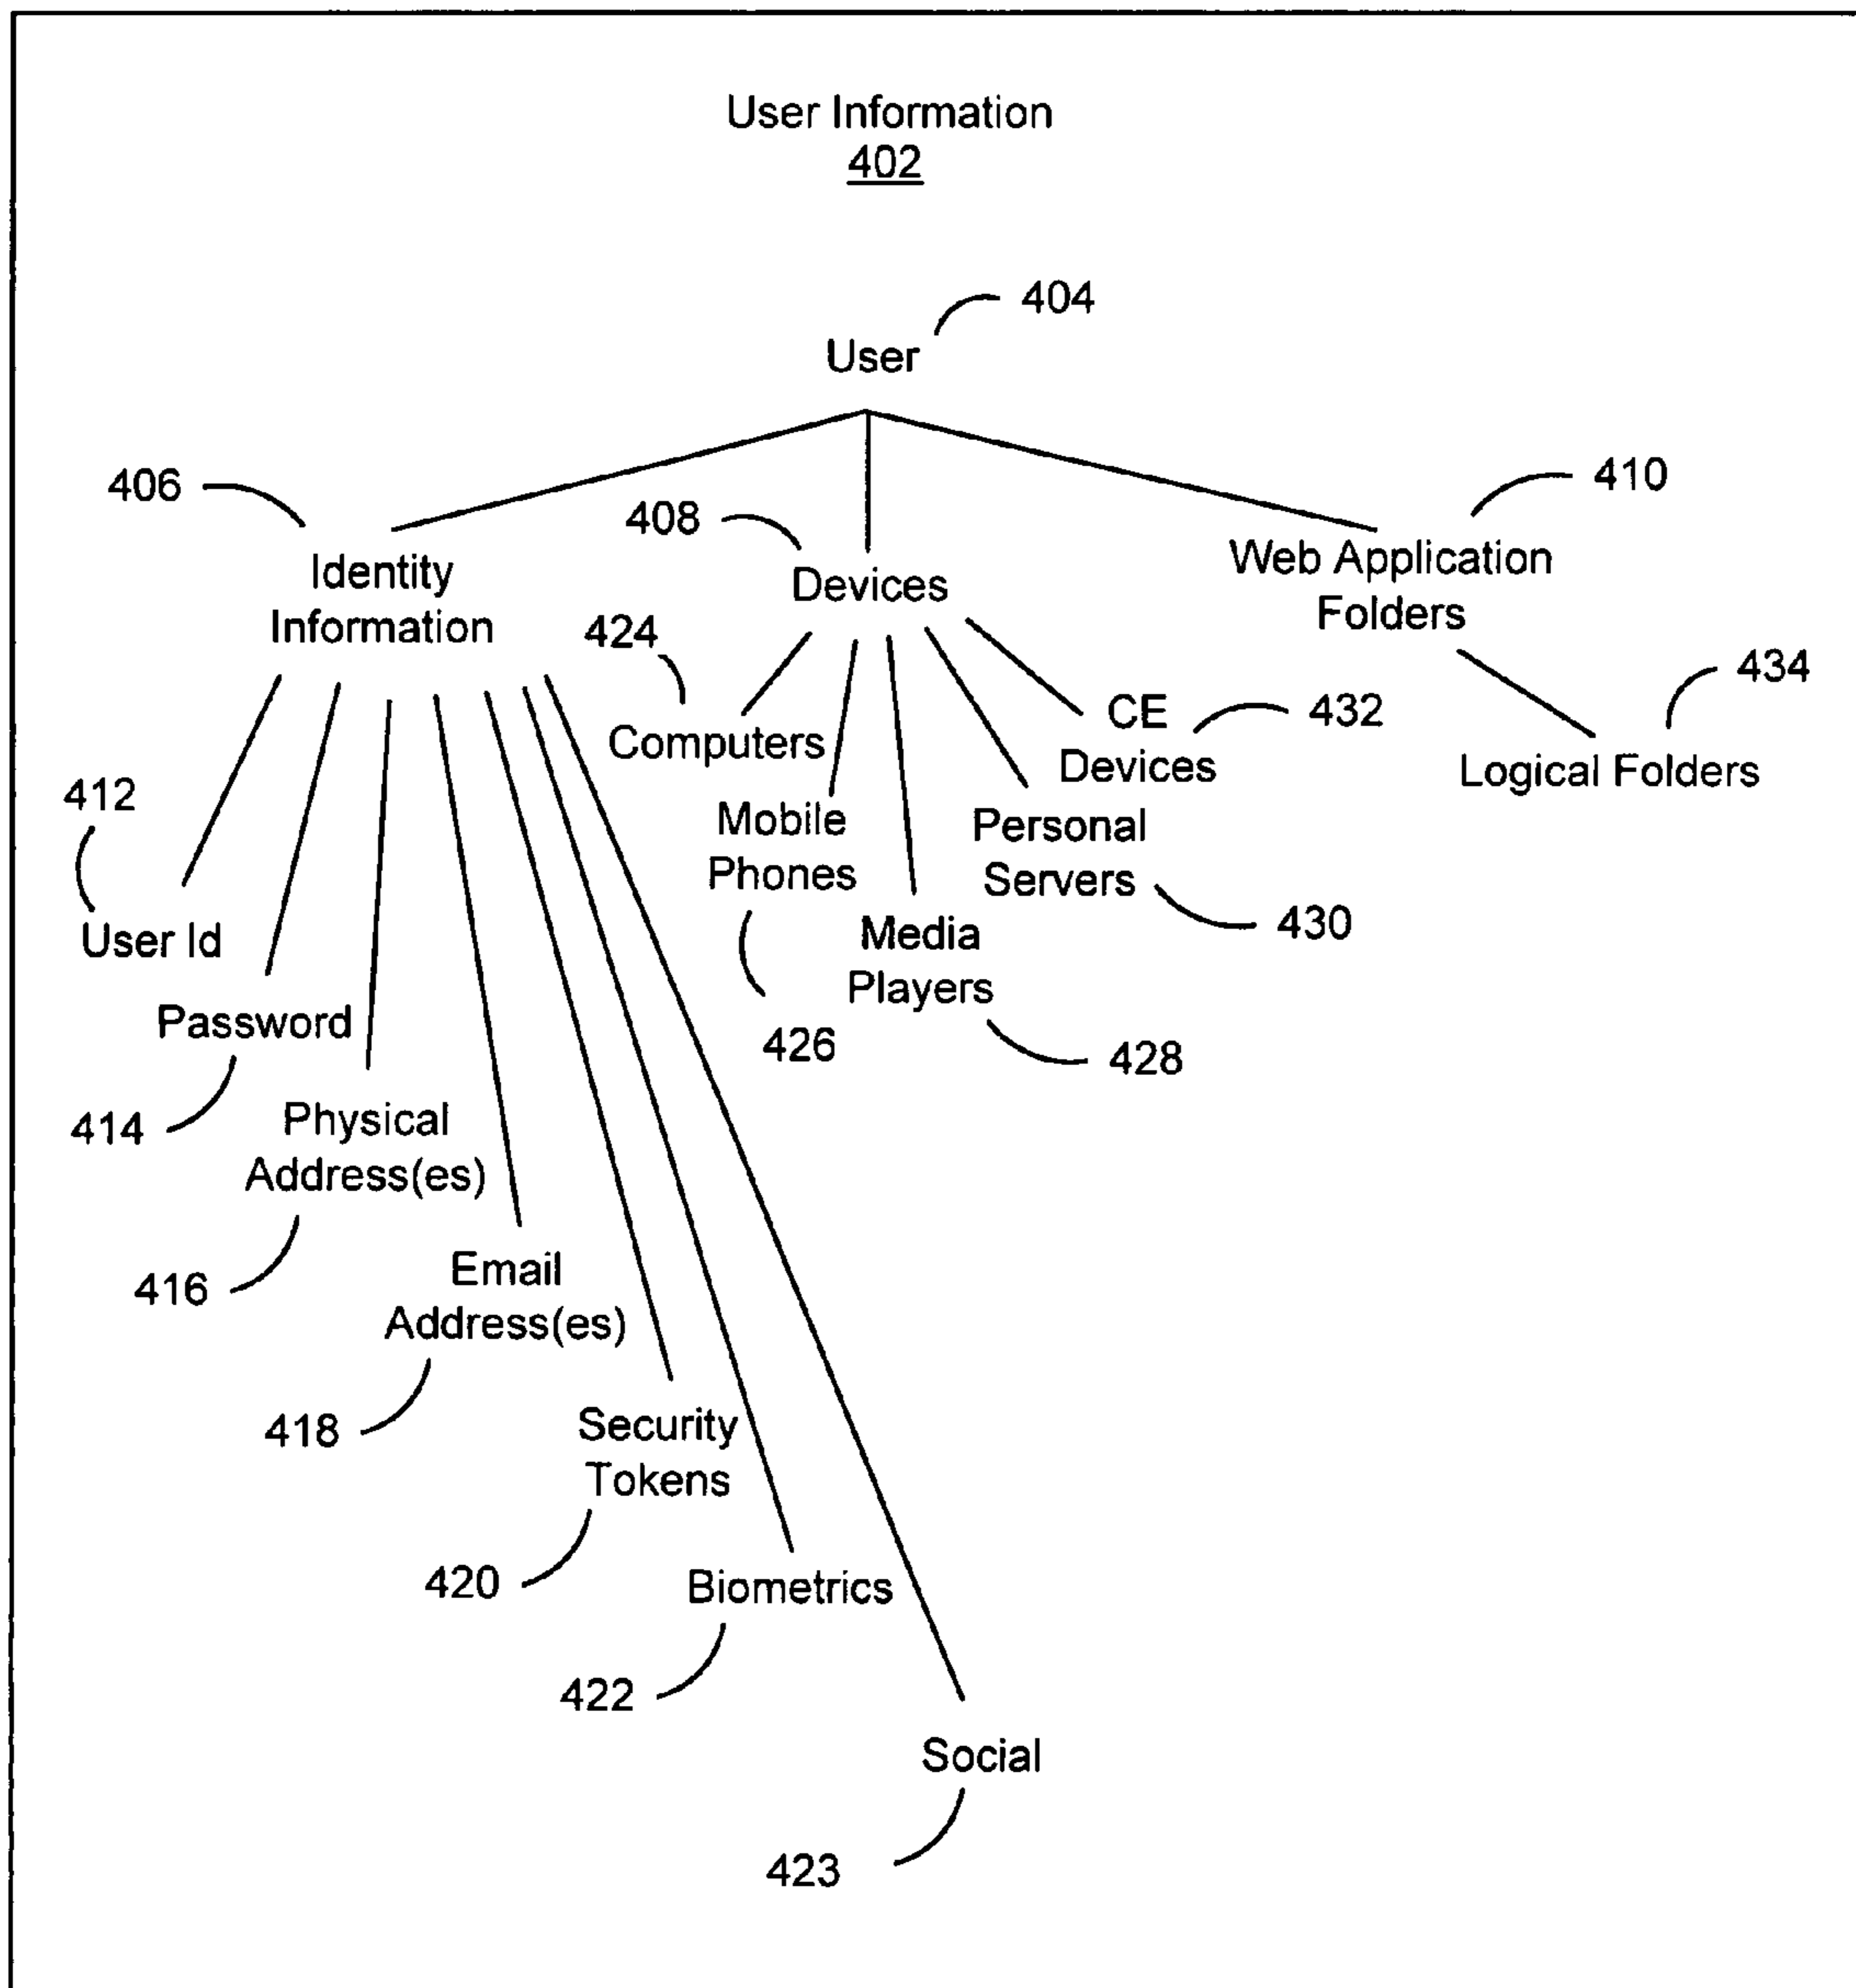 User Information
402
404
User
406
408
410
Identity
Information
Devices
Web Application
Folders
424
Computers
CE
Devices
432
434
Logical Folders
412
User Id
Mobile
Phones
Personal
Servers
430
Media
Players
426
428
Password
414
Physical
Address(es)
416
Email
Address(es)
418
Security
Tokens
420
Biometrics
422
Social
423